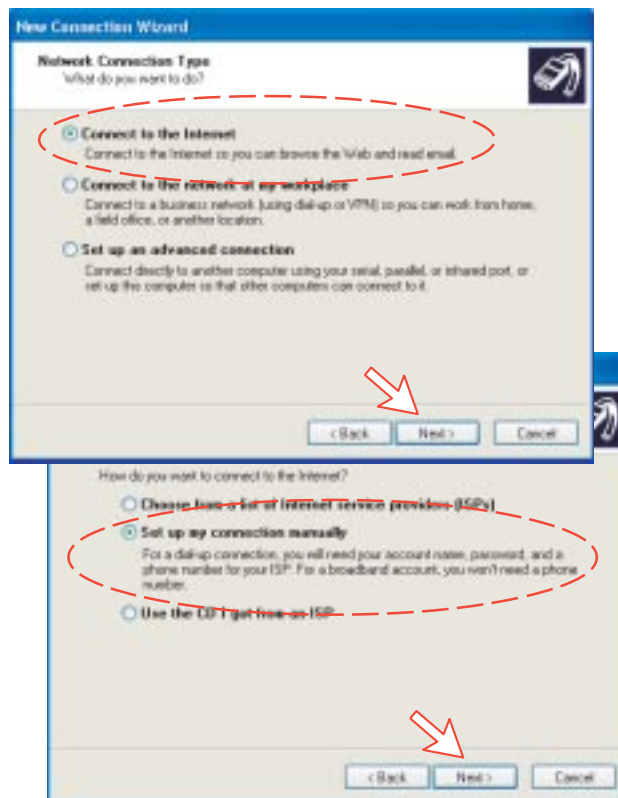 New Connection Wizard
Network Connection Type
What do you want to do?
Connect to the Internet
Connect to the Internet so you can browse the Web and read email.
Connect to the network at my workplace
Connect to a business network (using dial-up or VPN) so you can work from home,
a field office, or another location.
Set up an advanced connection
Connect directly to another computer using your serial, parallel, or infrared port, or
set up this computer so that other computers can connect to it.
< Back Next > Cancel
How do you want to connect to the Internet?
Choose from a list of Internet service providers (ISPs)
Set up my connection manually
For a dial-up connection, you will need your account name, password, and a
phone number for your ISP. For a broadband account, you won't need a phone
number.
Use the CD I got from an ISP
< Back Next > Cancel